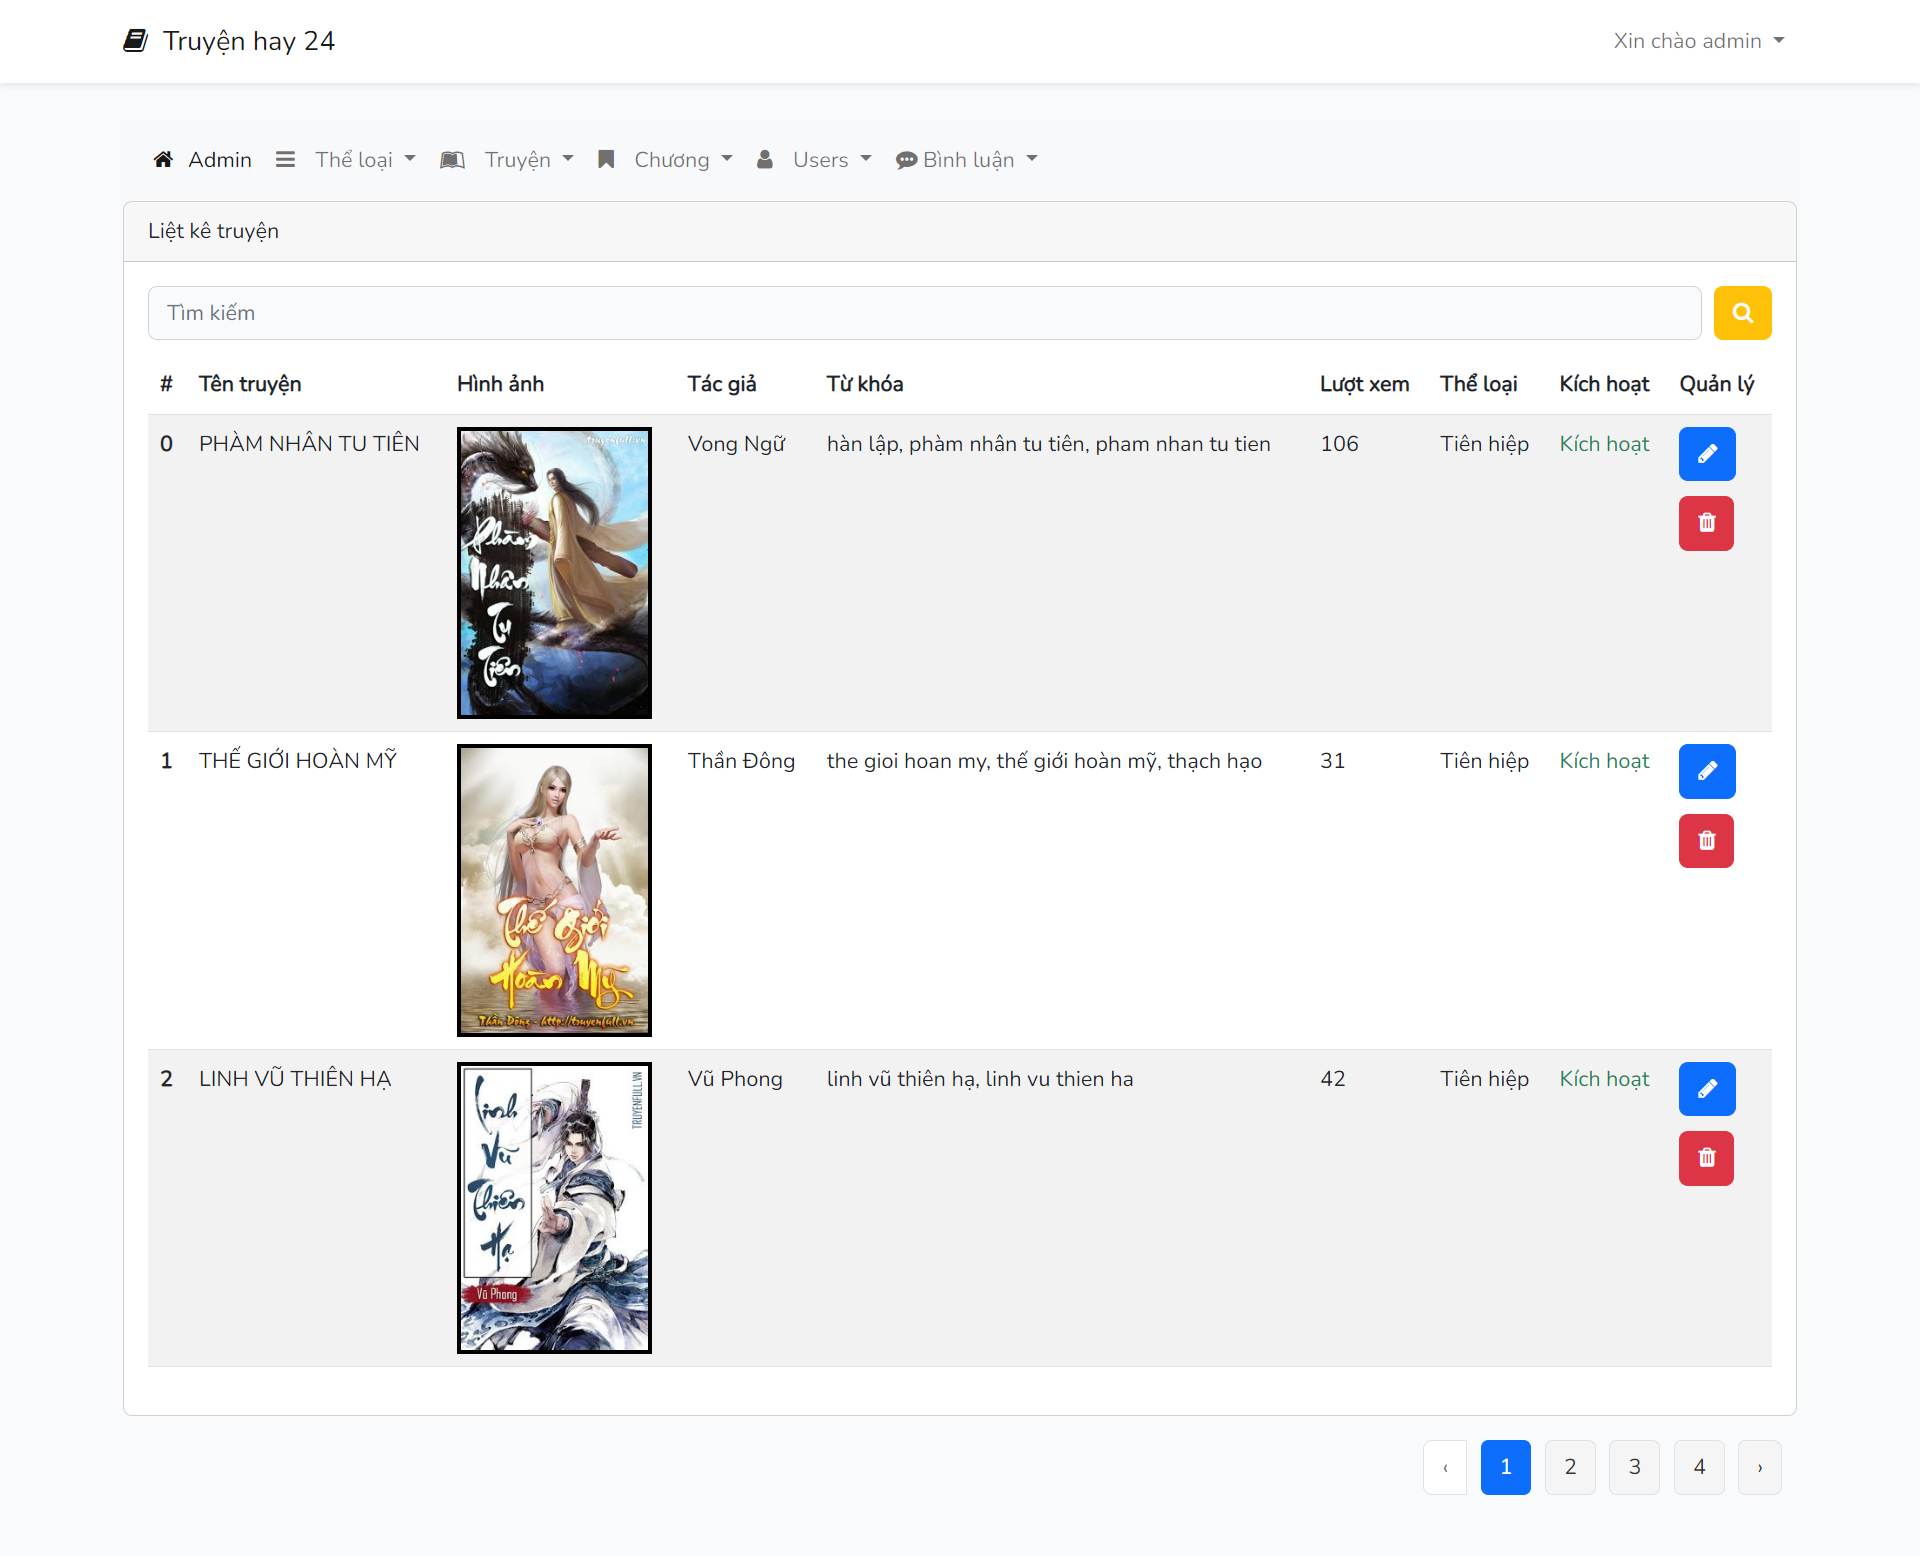 Truyện hay 24
Xin chào admin
Admin Thể loại Truyện Chương Users Bình luận
Liệt kê truyện
Tìm kiếm
# Tên truyện Hình ảnh Tác giả Từ khóa Lượt xem Thể loại Kích hoạt Quản lý
0 PHÀM NHÂN TU TIÊN Vong Ngữ hàn lập, phàm nhân tu tiên, pham nhan tu tien 106 Tiên hiệp Kích hoạt
truyenfull.vn
Phàm
Nhân
Tu
Tiên
1 THẾ GIỚI HOÀN MỸ Thần Đông the gioi hoan my, thế giới hoàn mỹ, thạch hạo 31 Tiên hiệp Kích hoạt
Thế Giới
Hoàn Mỹ
Thần Đông - http://truyenfull.vn
2 LINH VŨ THIÊN HẠ Vũ Phong linh vũ thiên hạ, linh vu thien ha 42 Tiên hiệp Kích hoạt
TRUYENFULL.VN
Linh
Vũ
Thiên
Hạ
Vũ Phong
‹ 1 2 3 4 ›